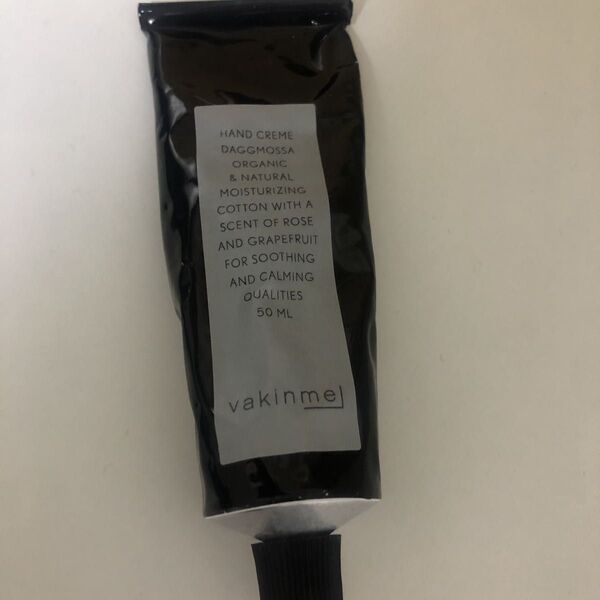 HAND CREME
DAGGMOSSA
ORGANIC
& NATURAL
MOISTURIZING
COTTON WITH A
SCENT OF ROSE
AND GRAPEFRUIT
FOR SOOTHING
AND CALMING
QUALITIES
50 ML
vakinme